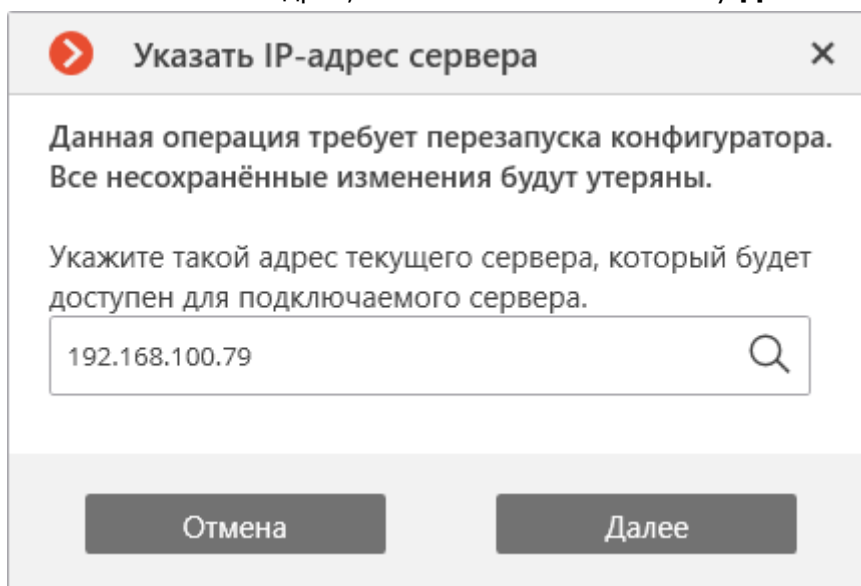 Указать IP-адрес сервера
Данная операция требует перезапуска конфигуратора.
Все несохранённые изменения будут утеряны.
Укажите такой адрес текущего сервера, который будет
доступен для подключаемого сервера.
192.168.100.79
Отмена
Далее